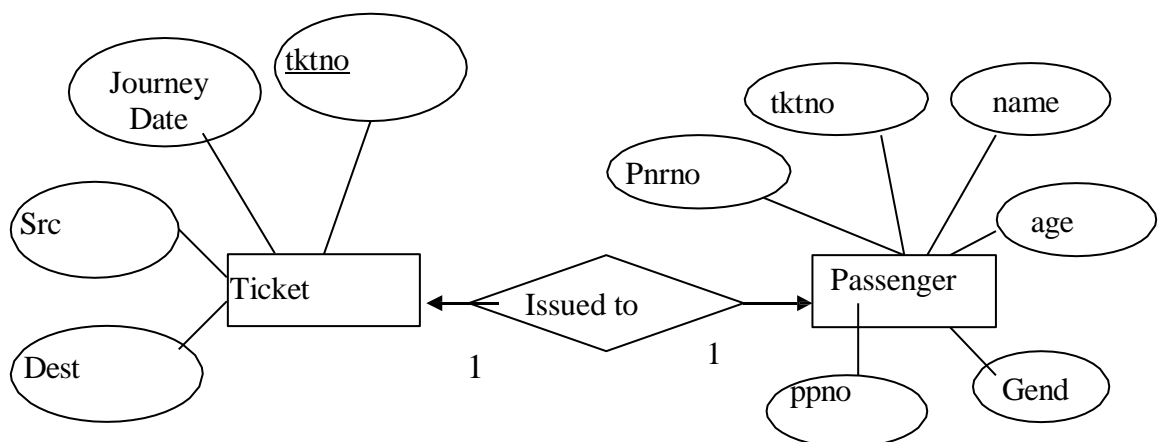 tktno
Journey
Date
tktno
name
Pnrno
Src
age
Ticket
Issued to
Passenger
Dest
1
1
ppno
Gend